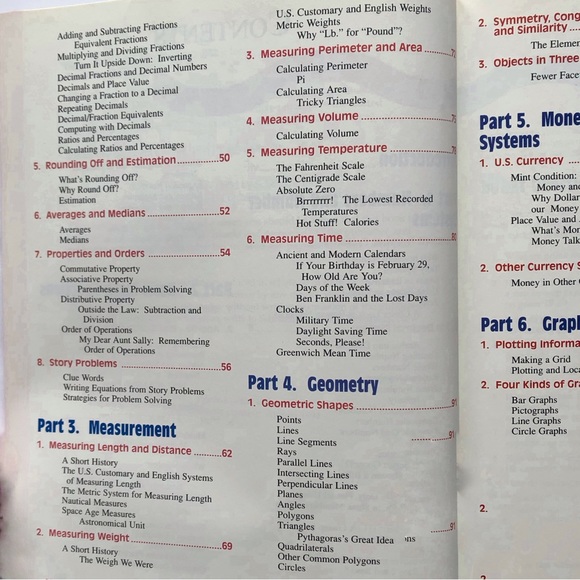 Adding and Subtracting Fractions
Equivalent Fractions
Multiplying and Dividing Fractions
Turn It Upside Down: Inverting
Decimal Fractions and Decimal Numbers
Decimals and Place Value
Changing a Fraction to a Decimal
Repeating Decimals
Decimal/Fraction Equivalents
Computing with Decimals
Ratios and Percentages
Calculating Ratios and Percentages
5. Rounding Off and Estimation..............50
What's Rounding Off?
Why Round Off?
Estimation
6. Averages and Medians.....................52
Averages
Medians
7. Properties and Orders.....................54
Commutative Property
Associative Property
Parentheses in Problem Solving
Distributive Property
Outside the Law: Subtraction and
Division
Order of Operations
My Dear Aunt Sally: Remembering
Order of Operations
8. Story Problems...........................56
Clue Words
Writing Equations from Story Problems
Strategies for Problem Solving
Part 3. Measurement
1. Measuring Length and Distance.........62
A Short History
The U.S. Customary and English Systems
of Measuring Length
The Metric System for Measuring Length
Nautical Measures
Space Age Measures
Astronomical Unit
2. Measuring Weight.........................69
A Short History
The Weigh We Were
U.S. Customary and English Weights
Metric Weights
Why "Lb." for "Pound"?
3. Measuring Perimeter and Area.........
Calculating Perimeter
Pi
Calculating Area
Tricky Triangles
4. Measuring Volume........................
Calculating Volume
5. Measuring Temperature..................
The Fahrenheit Scale
The Centigrade Scale
Absolute Zero
Brrrrrrr! The Lowest Recorded
Temperatures
Hot Stuff! Calories
6. Measuring Time...........................
Ancient and Modern Calendars
If Your Birthday is February 29,
How Old Are You?
Days of the Week
Ben Franklin and the Lost Days
Clocks
Military Time
Daylight Saving Time
Seconds, Please!
Greenwich Mean Time
Part 4. Geometry
1. Geometric Shapes........................91
Points
Lines
Line Segments ......91
Rays
Parallel Lines
Intersecting Lines
Perpendicular Lines
Planes
Angles
Polygons
Triangles ......91
Pythagoras's Great Idea
Quadrilaterals
Other Common Polygons
Circles
2. Symmetry, Cong
and Similarity....
The Elemen
3. Objects in Three
Fewer Face
Part 5. Mone
Systems
1. U.S. Currency ....
Mint Condition:
Money an
Why Dollar
our Money
Place Value and
What's Mor
Money Talk
2. Other Currency S
Money in Other
Part 6. Grap
1. Plotting Informa
Making a Grid
Plotting and Loca
2. Four Kinds of Gra
Bar Graphs
Pictographs
Line Graphs
Circle Graphs
2.